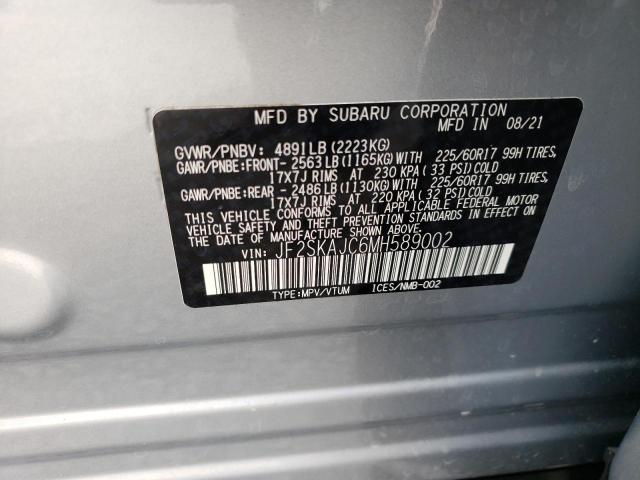 MFD BY SUBARU CORPORATION
MFD IN 08/21
GVWR/PNBV: 4891LB (2223KG)
GAWR/PNBE:FRONT- 2563LB(1165KG)WITH 225/60R17 99H TIRES,
17X7J RIMS AT 230 KPA (33 PSI) COLD
GAWR/PNBE:REAR - 2486LB(1130KG)WITH 225/60R17 99H TIRES,
17X7J RIMS AT 220 KPA (32 PSI) COLD
THIS VEHICLE CONFORMS TO ALL APPLICABLE FEDERAL MOTOR
VEHICLE SAFETY AND THEFT PREVENTION STANDARDS IN EFFECT
ON THE DATE OF MANUFACTURE SHOWN ABOVE.
VIN: JF2SKAJC6MH589002
TYPE:MPV/VTUM ICES/NMB-002